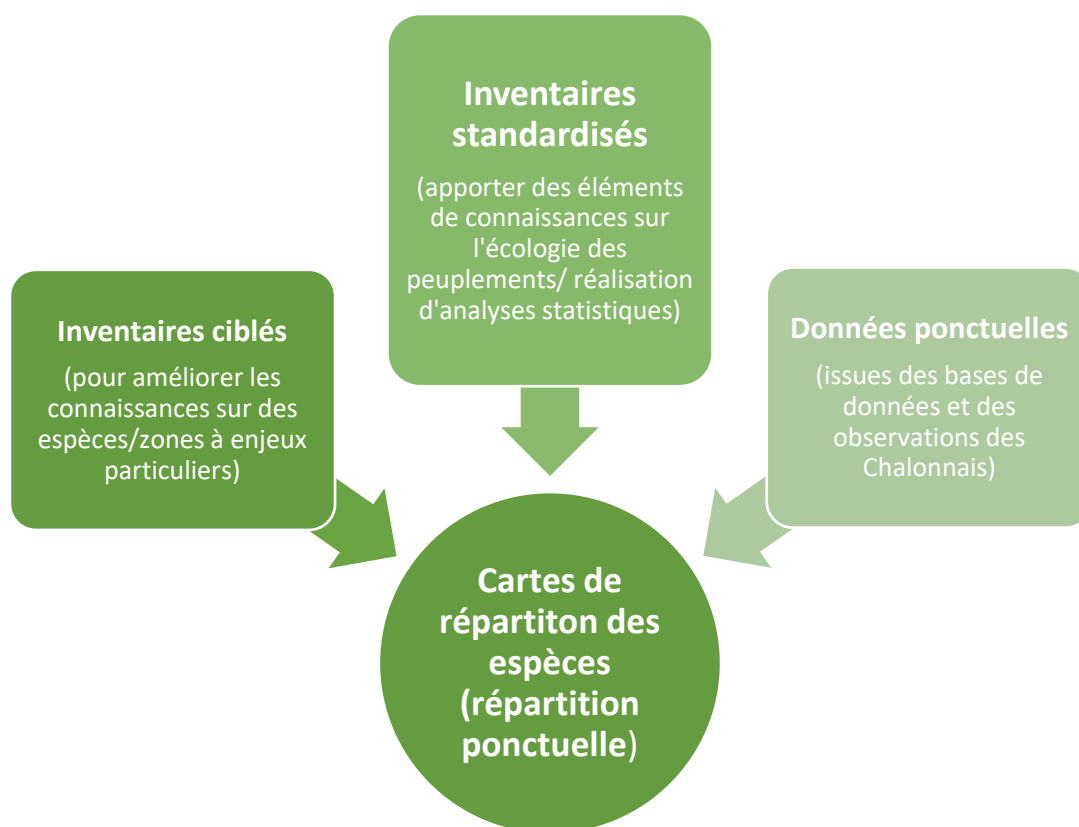 Inventaires
standardisés
(apporter des éléments
de connaissances sur
l'écologie des
peuplements/ réalisation
d'analyses statistiques)
Inventaires ciblés
(pour améliorer les
connaissances sur des
espèces/zones à enjeux
particuliers)
Données ponctuelles
(issues des bases de
données et des
observations des
Chalonnais)
Cartes de
répartiton des
espèces
(répartition
ponctuelle)